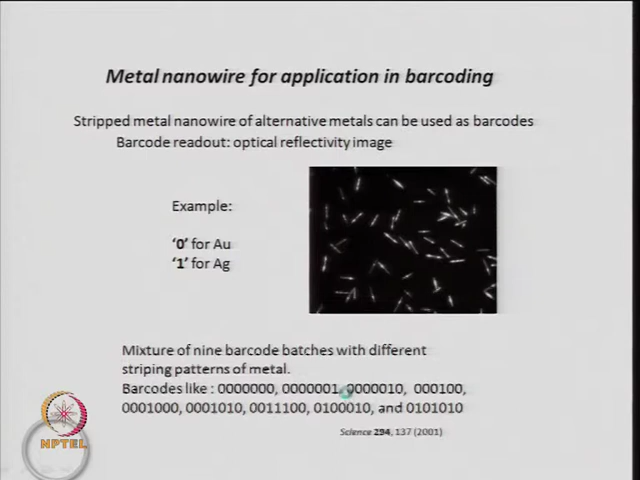 Metal nanowire for application in barcoding
Stripped metal nanowire of alternative metals can be used as barcodes
Barcode readout: optical reflectivity image
Example:
‘0’ for Au
‘1’ for Ag
Mixture of nine barcode batches with different
striping patterns of metal.
Barcodes like : 0000000, 0000001, 0000010, 000100,
0001000, 0001010, 0011100, 0100010, and 0101010
Science 294, 137 (2001)
NPTEL